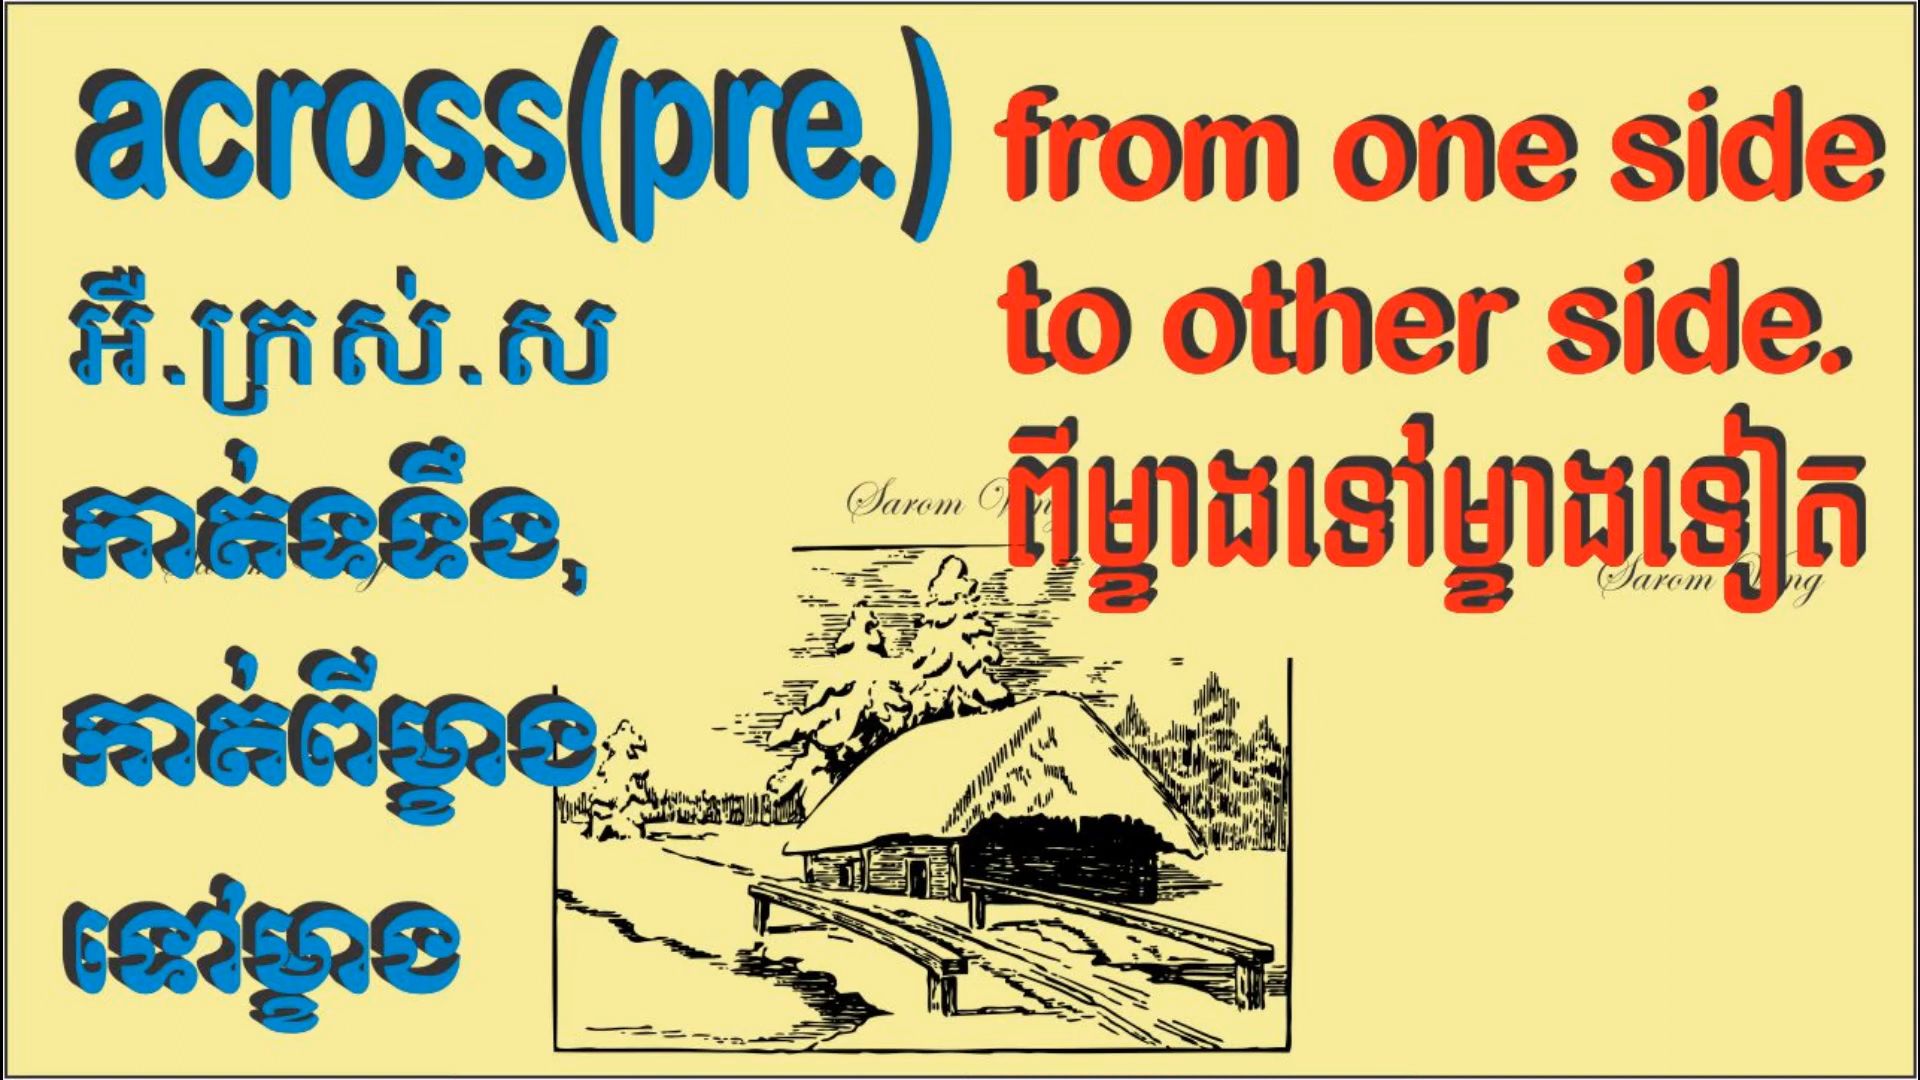 across(pre.)
អឺ.ក្រស់.ស
កាត់ទទឹង,
កាត់ពីម្ខាង
ទៅម្ខាង
from one side
to other side.
ពីម្ខាងទៅម្ខាងទៀត
Sarom
Sarom